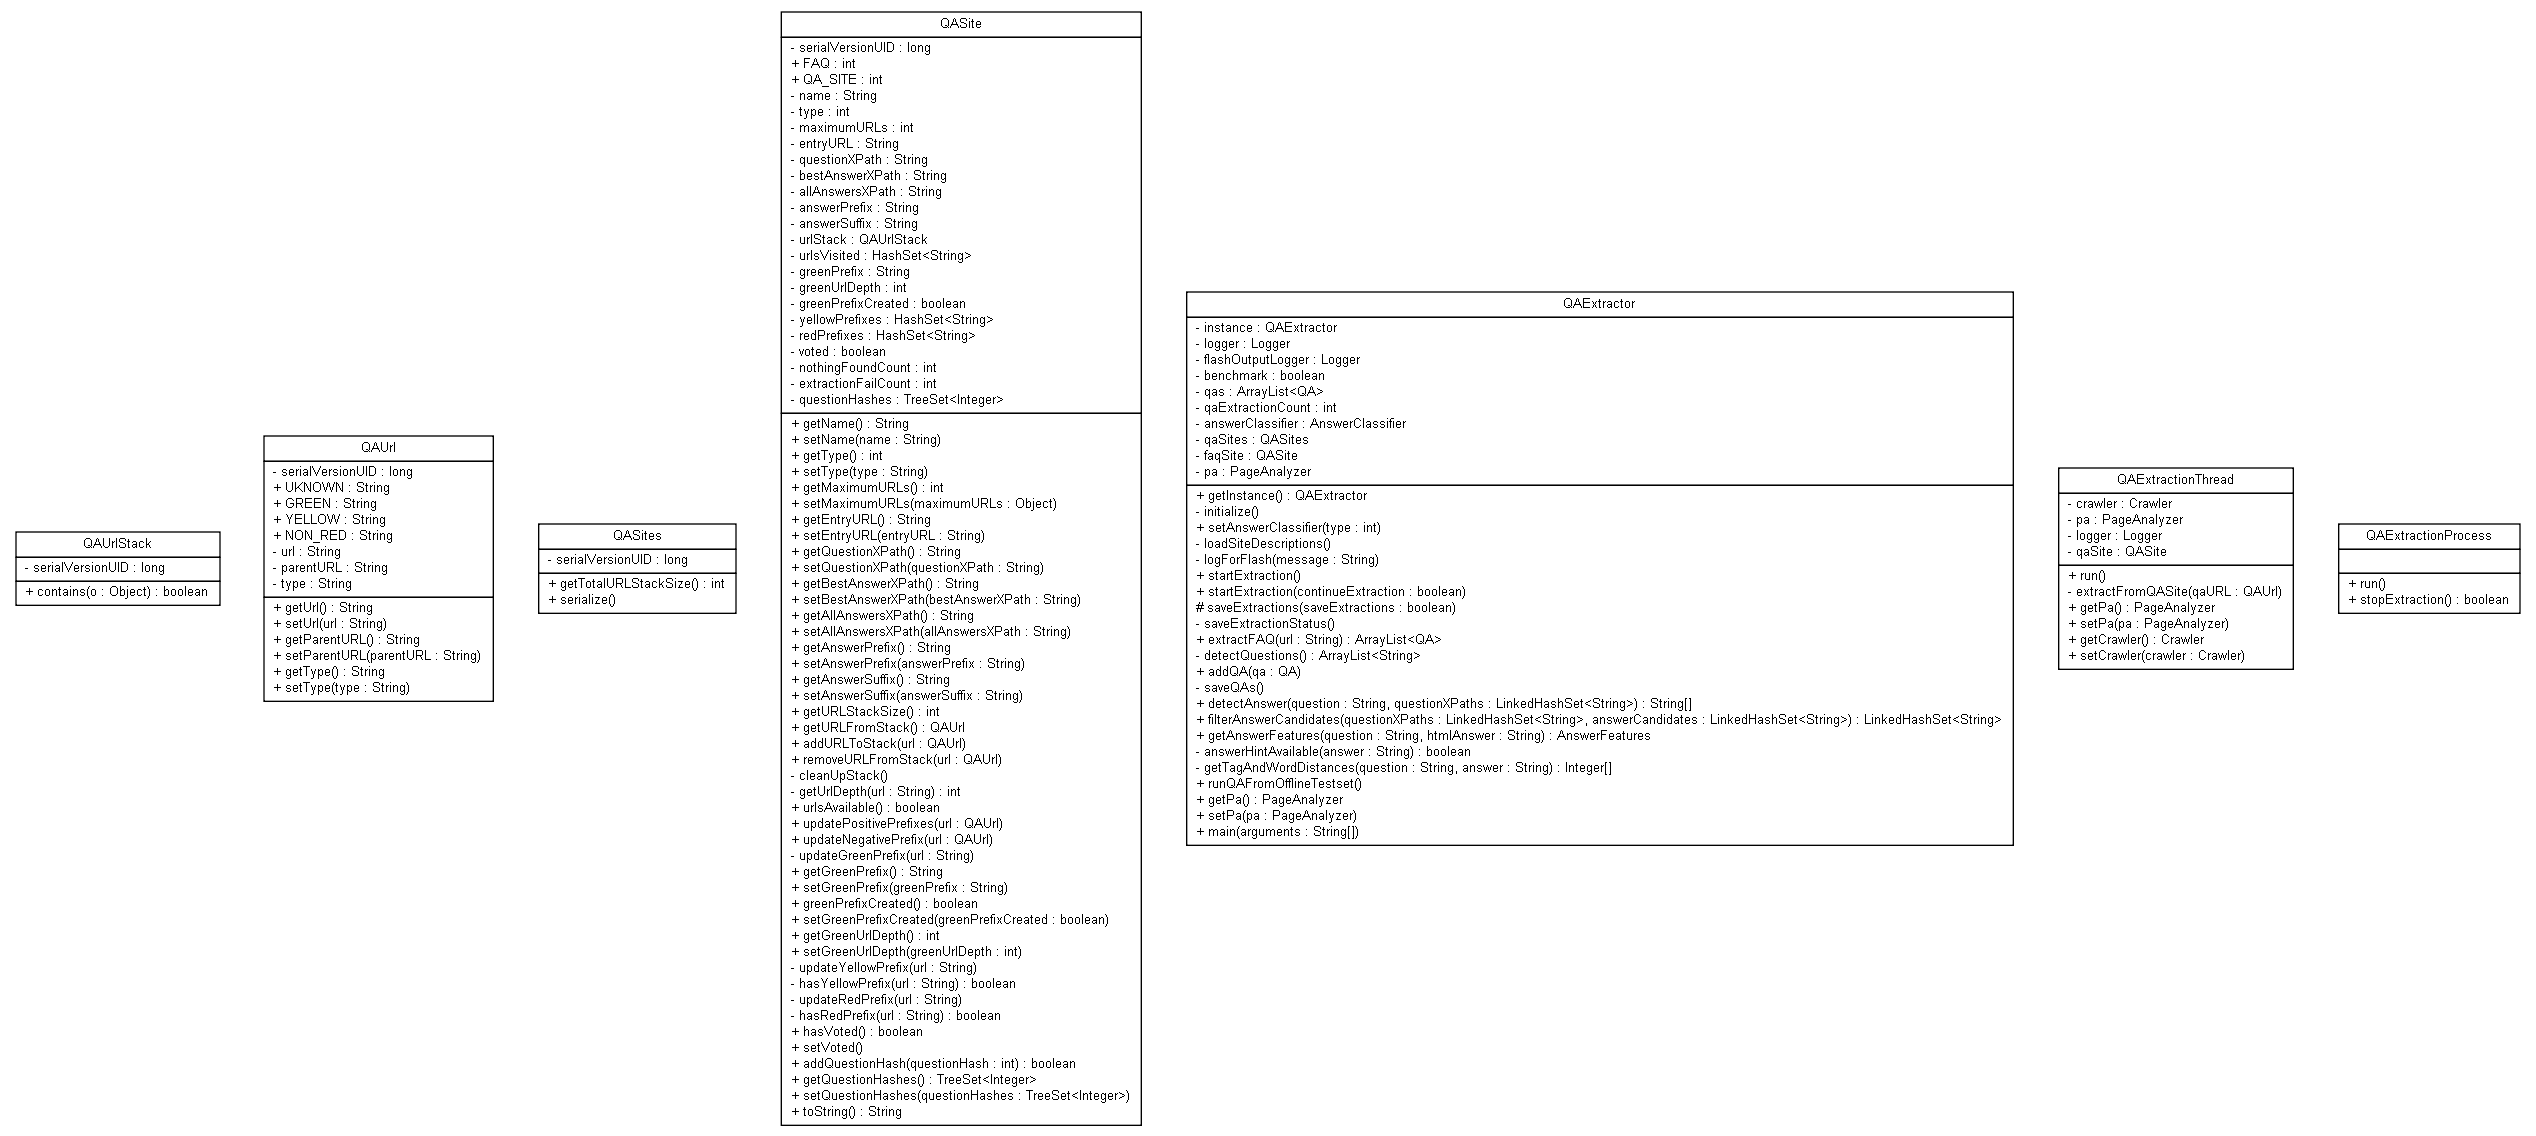 QAUrlStack
- serialVersionUID : long
+ contains(o : Object) : boolean
QAUrl
- serialVersionUID : long
+ UKNOWN : String
+ GREEN : String
+ YELLOW : String
+ NON_RED : String
- url : String
- parentURL : String
- type : String
+ getUrl() : String
+ setUrl(url : String)
+ getParentURL() : String
+ setParentURL(parentURL : String)
+ getType() : String
+ setType(type : String)
QASites
- serialVersionUID : long
+ getTotalURLStackSize() : int
+ serialize()
QASite
- serialVersionUID : long
+ FAQ : int
+ QA_SITE : int
- name : String
- type : int
- maximumURLs : int
- entryURL : String
- questionXPath : String
- bestAnswerXPath : String
- allAnswersXPath : String
- answerPrefix : String
- answerSuffix : String
- urlStack : QAUrlStack
- urlsVisited : HashSet<String>
- greenPrefix : String
- greenUrlDepth : int
- greenPrefixCreated : boolean
- yellowPrefixes : HashSet<String>
- redPrefixes : HashSet<String>
- voted : boolean
- nothingFoundCount : int
- extractionFailCount : int
- questionHashes : TreeSet<Integer>
+ getName() : String
+ setName(name : String)
+ getType() : int
+ setType(type : String)
+ getMaximumURLs() : int
+ setMaximumURLs(maximumURLs : Object)
+ getEntryURL() : String
+ setEntryURL(entryURL : String)
+ getQuestionXPath() : String
+ setQuestionXPath(questionXPath : String)
+ getBestAnswerXPath() : String
+ setBestAnswerXPath(bestAnswerXPath : String)
+ getAllAnswersXPath() : String
+ setAllAnswersXPath(allAnswersXPath : String)
+ getAnswerPrefix() : String
+ setAnswerPrefix(answerPrefix : String)
+ getAnswerSuffix() : String
+ setAnswerSuffix(answerSuffix : String)
+ getURLStackSize() : int
+ getURLFromStack() : QAUrl
+ addURLToStack(url : QAUrl)
+ removeURLFromStack(url : QAUrl)
- cleanUpStack()
- getUrlDepth(url : String) : int
+ urlsAvailable() : boolean
+ updatePositivePrefixes(url : QAUrl)
+ updateNegativePrefix(url : QAUrl)
- updateGreenPrefix(url : String)
+ getGreenPrefix() : String
+ setGreenPrefix(greenPrefix : String)
+ greenPrefixCreated() : boolean
+ setGreenPrefixCreated(greenPrefixCreated : boolean)
+ getGreenUrlDepth() : int
+ setGreenUrlDepth(greenUrlDepth : int)
- updateYellowPrefix(url : String)
- hasYellowPrefix(url : String) : boolean
- updateRedPrefix(url : String)
- hasRedPrefix(url : String) : boolean
+ hasVoted() : boolean
+ setVoted()
+ addQuestionHash(questionHash : int) : boolean
+ getQuestionHashes() : TreeSet<Integer>
+ setQuestionHashes(questionHashes : TreeSet<Integer>)
+ toString() : String
QAExtractor
- instance : QAExtractor
- logger : Logger
- flashOutputLogger : Logger
- benchmark : boolean
- qas : ArrayList<QA>
- qaExtractionCount : int
- answerClassifier : AnswerClassifier
- qaSites : QASites
- faqSite : QASite
- pa : PageAnalyzer
+ getInstance() : QAExtractor
- initialize()
+ setAnswerClassifier(type : int)
- loadSiteDescriptions()
- logForFlash(message : String)
+ startExtraction()
+ startExtraction(continueExtraction : boolean)
# saveExtractions(saveExtractions : boolean)
- saveExtractionStatus()
+ extractFAQ(url : String) : ArrayList<QA>
- detectQuestions() : ArrayList<String>
+ addQA(qa : QA)
- saveQAs()
+ detectAnswer(question : String, questionXPaths : LinkedHashSet<String>) : String[]
+ filterAnswerCandidates(questionXPaths : LinkedHashSet<String>, answerCandidates : LinkedHashSet<String>) : LinkedHashSet<String>
+ getAnswerFeatures(question : String, htmlAnswer : String) : AnswerFeatures
- answerHintAvailable(answer : String) : boolean
- getTagAndWordDistances(question : String, answer : String) : Integer[]
+ runQAFromOfflineTestset()
+ getPa() : PageAnalyzer
+ setPa(pa : PageAnalyzer)
+ main(arguments : String[])
QAExtractionThread
- crawler : Crawler
- pa : PageAnalyzer
- logger : Logger
- qaSite : QASite
+ run()
- extractFromQASite(qaURL : QAUrl)
+ getPa() : PageAnalyzer
+ setPa(pa : PageAnalyzer)
+ getCrawler() : Crawler
+ setCrawler(crawler : Crawler)
QAExtractionProcess
+ run()
+ stopExtraction() : boolean